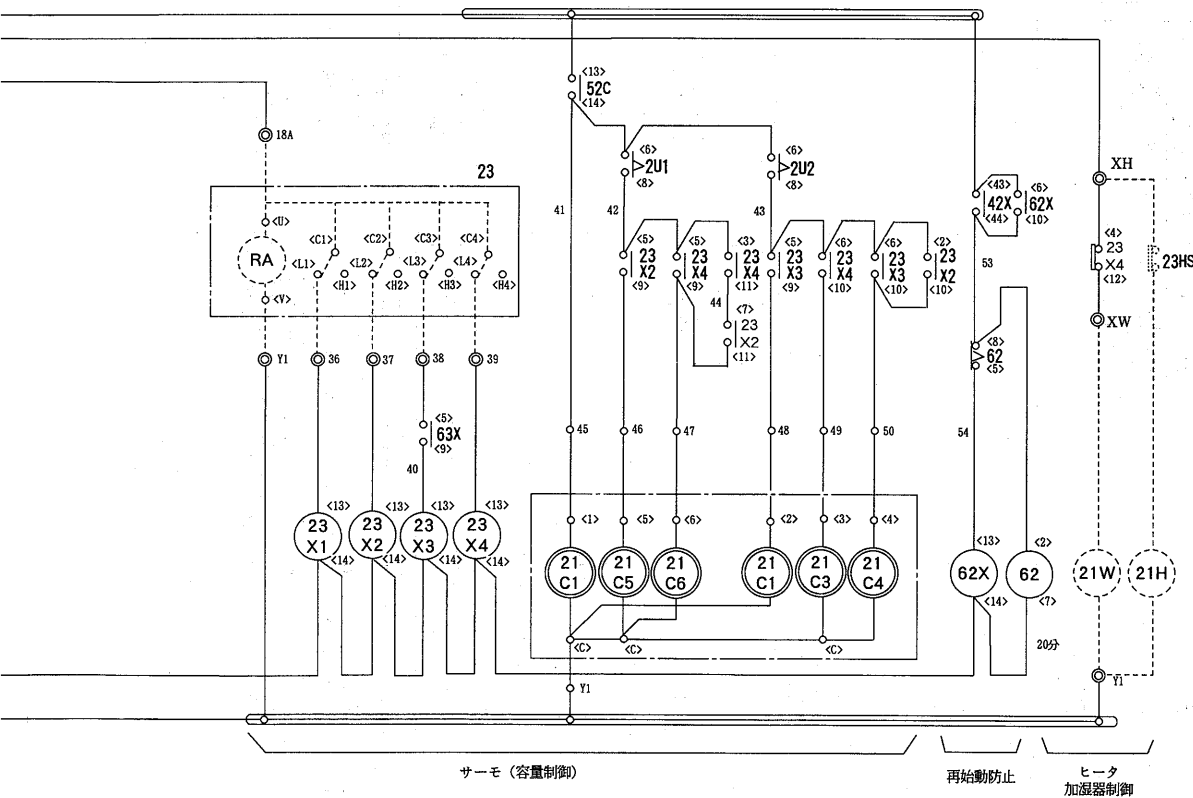 <13>
52C
<14>
18A
<6>
2U1
<8>
<6>
2U2
<8>
23
XH
41
42
43
<43>
42X
<44>
<6>
62X
<10>
<U>
<C1>
<C2>
<C3>
<C4>
RA
<L1>
<H1>
<L2>
<H2>
<L3>
<H3>
<L4>
<H4>
<V>
<5>
23
X2
<9>
<5>
23
X4
<9>
<3>
23
X4
<11>
<5>
23
X3
<9>
<6>
23
X4
<10>
<6>
23
X3
<10>
<2>
23
X2
<10>
53
<4>
23
X4
<12>
23HS
44
<7>
23
X2
<11>
XW
Y1
36
37
38
39
<8>
62
<5>
<5>
63X
<9>
40
45
46
47
48
49
50
54
<13>
23
X1
<14>
<13>
23
X2
<14>
<13>
23
X3
<14>
<13>
23
X4
<14>
<1>
<5>
<6>
<2>
<3>
<4>
21
C1
21
C5
21
C6
21
C1
21
C3
21
C4
<C>
<C>
<C>
Y1
<13>
62X
<14>
<2>
62
<7>
20分
21W
21H
Y1
サーモ（容量制御）
再始動防止
ヒータ
加湿器制御